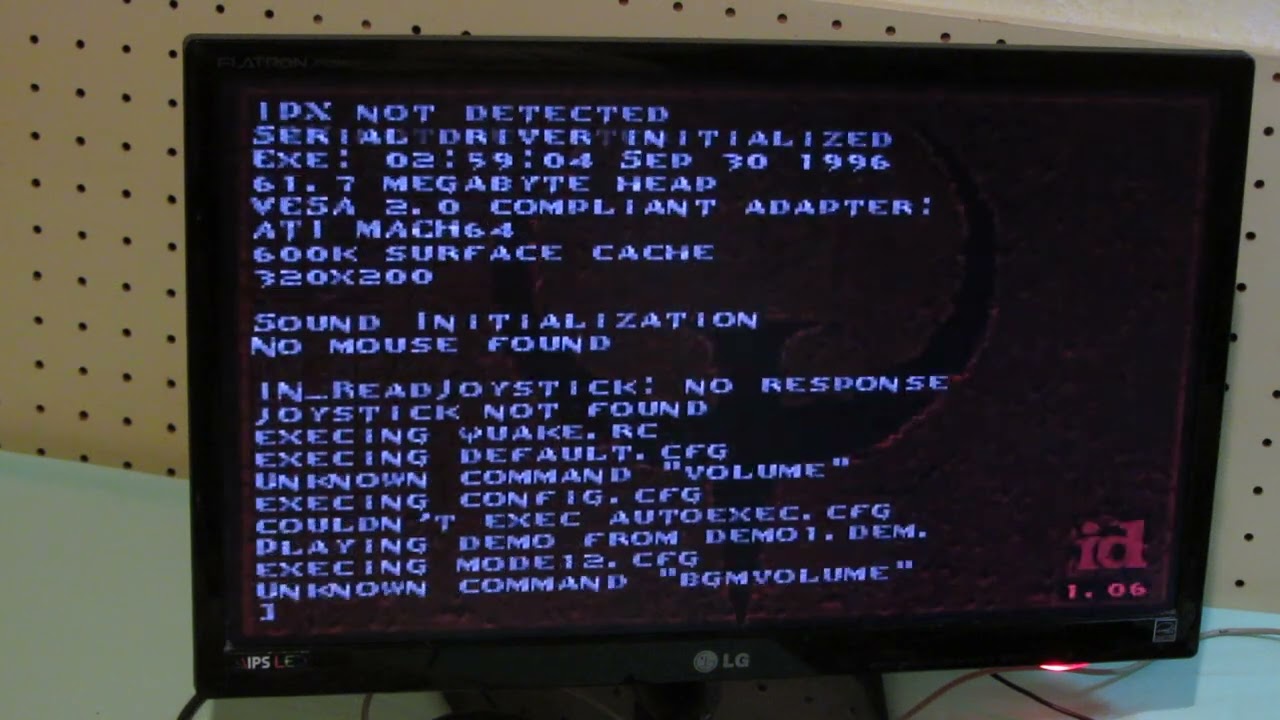 FLATRON
IPX NOT DETECTED
SERIAL DRIVER INITIALIZED
EXE: 02:59:04 SEP 30 1996
61.7 MEGABYTE HEAP
VESA 2.0 COMPLIANT ADAPTER:
ATI MACH64
600K SURFACE CACHE
320X200
SOUND INITIALIZATION
NO MOUSE FOUND
IN_READJOYSTICK: NO RESPONSE
JOYSTICK NOT FOUND
EXECING QUAKE.RC
EXECING DEFAULT.CFG
UNKNOWN COMMAND "VOLUME"
EXECING CONFIG.CFG
COULDN'T EXEC AUTOEXEC.CFG
PLAYING DEMO FROM DEMO1.DEM.
EXECING MODE12.CFG
UNKNOWN COMMAND "BGMVOLUME"
]
id
1.06
IPS LED
LG